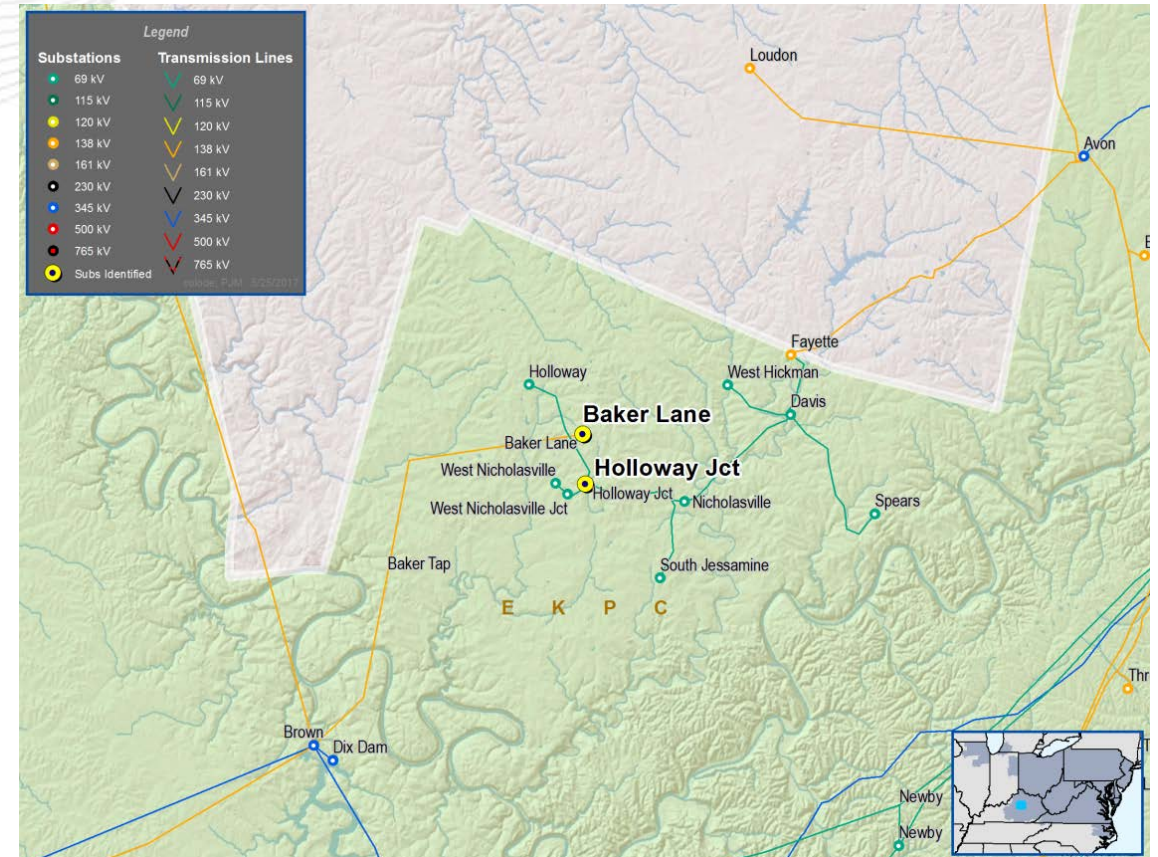 Legend
Substations
Transmission Lines
69 kV
69 kV
115 kV
115 kV
120 kV
120 kV
138 kV
138 kV
161 kV
161 kV
230 kV
230 kV
345 kV
345 kV
500 kV
500 kV
765 kV
765 kV
Subs Identified
Loudon
Avon
Fayette
Holloway
West Hickman
Davis
Baker Lane
Baker Lane
West Nicholasville
Holloway Jct
Holloway Jct
West Nicholasville Jct
Nicholasville
Spears
Baker Tap
South Jessamine
E K P C
Brown
Dix Dam
Thr
Newby
Newby